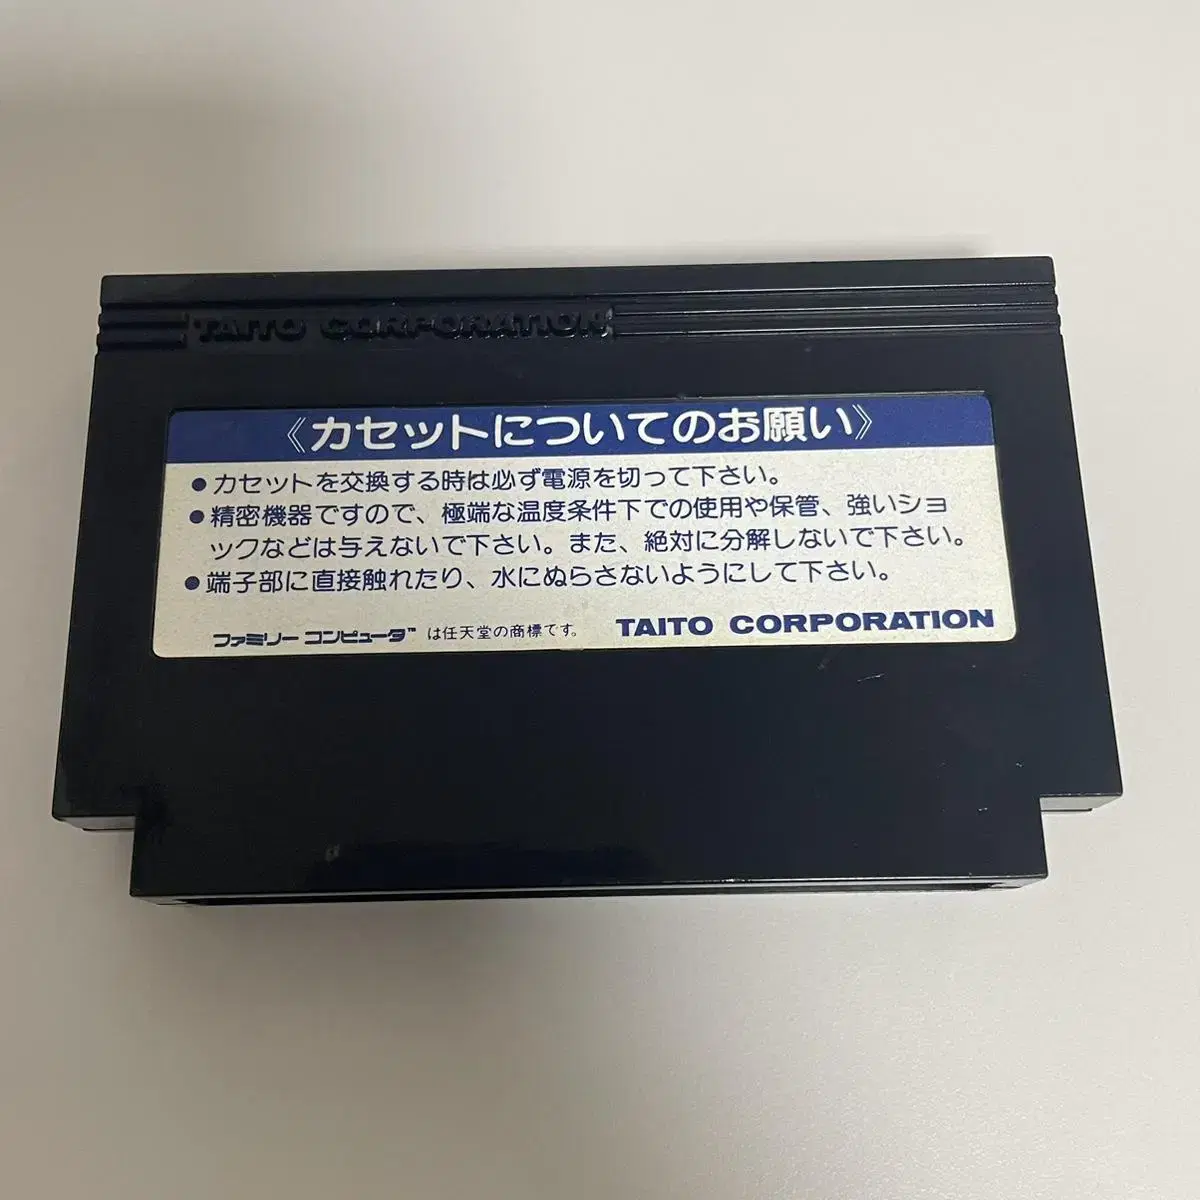 TAITO CORPORATION
《カセットについてのお願い》
●カセットを交換する時は必ず電源を切って下さい。
●精密機器ですので、極端な温度条件下での使用や保管、強いショ
ックなどは与えないで下さい。また、絶対に分解しないで下さい。
●端子部に直接触れたり、水にぬらさないようにして下さい。
ファミリー コンピュータ™ は任天堂の商標です。 TAITO CORPORATION